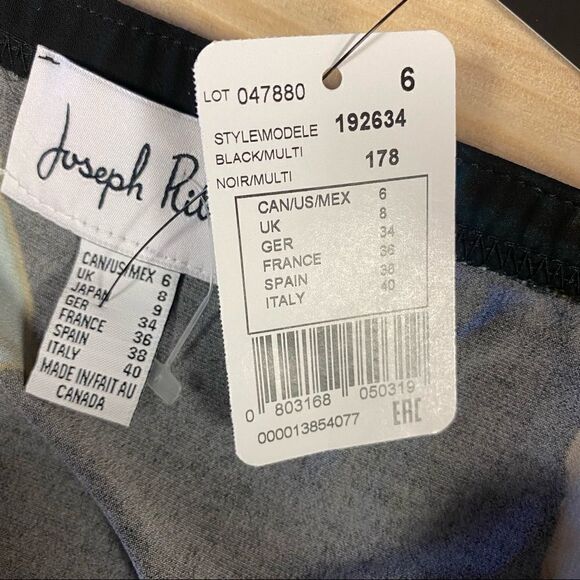 Joseph
CAN/US/MEX 6
UK 8
JAPAN 9
GER 34
FRANCE 36
SPAIN 38
ITALY 40
MADE IN/FAIT AU
CANADA
LOT 047880 6
STYLE\MODELE 192634
BLACK/MULTI
NOIR/MULTI 178
CAN/US/MEX 6
UK 8
GER 34
FRANCE 36
SPAIN 38
ITALY 40
0 803168 050319
000013854077
EAC